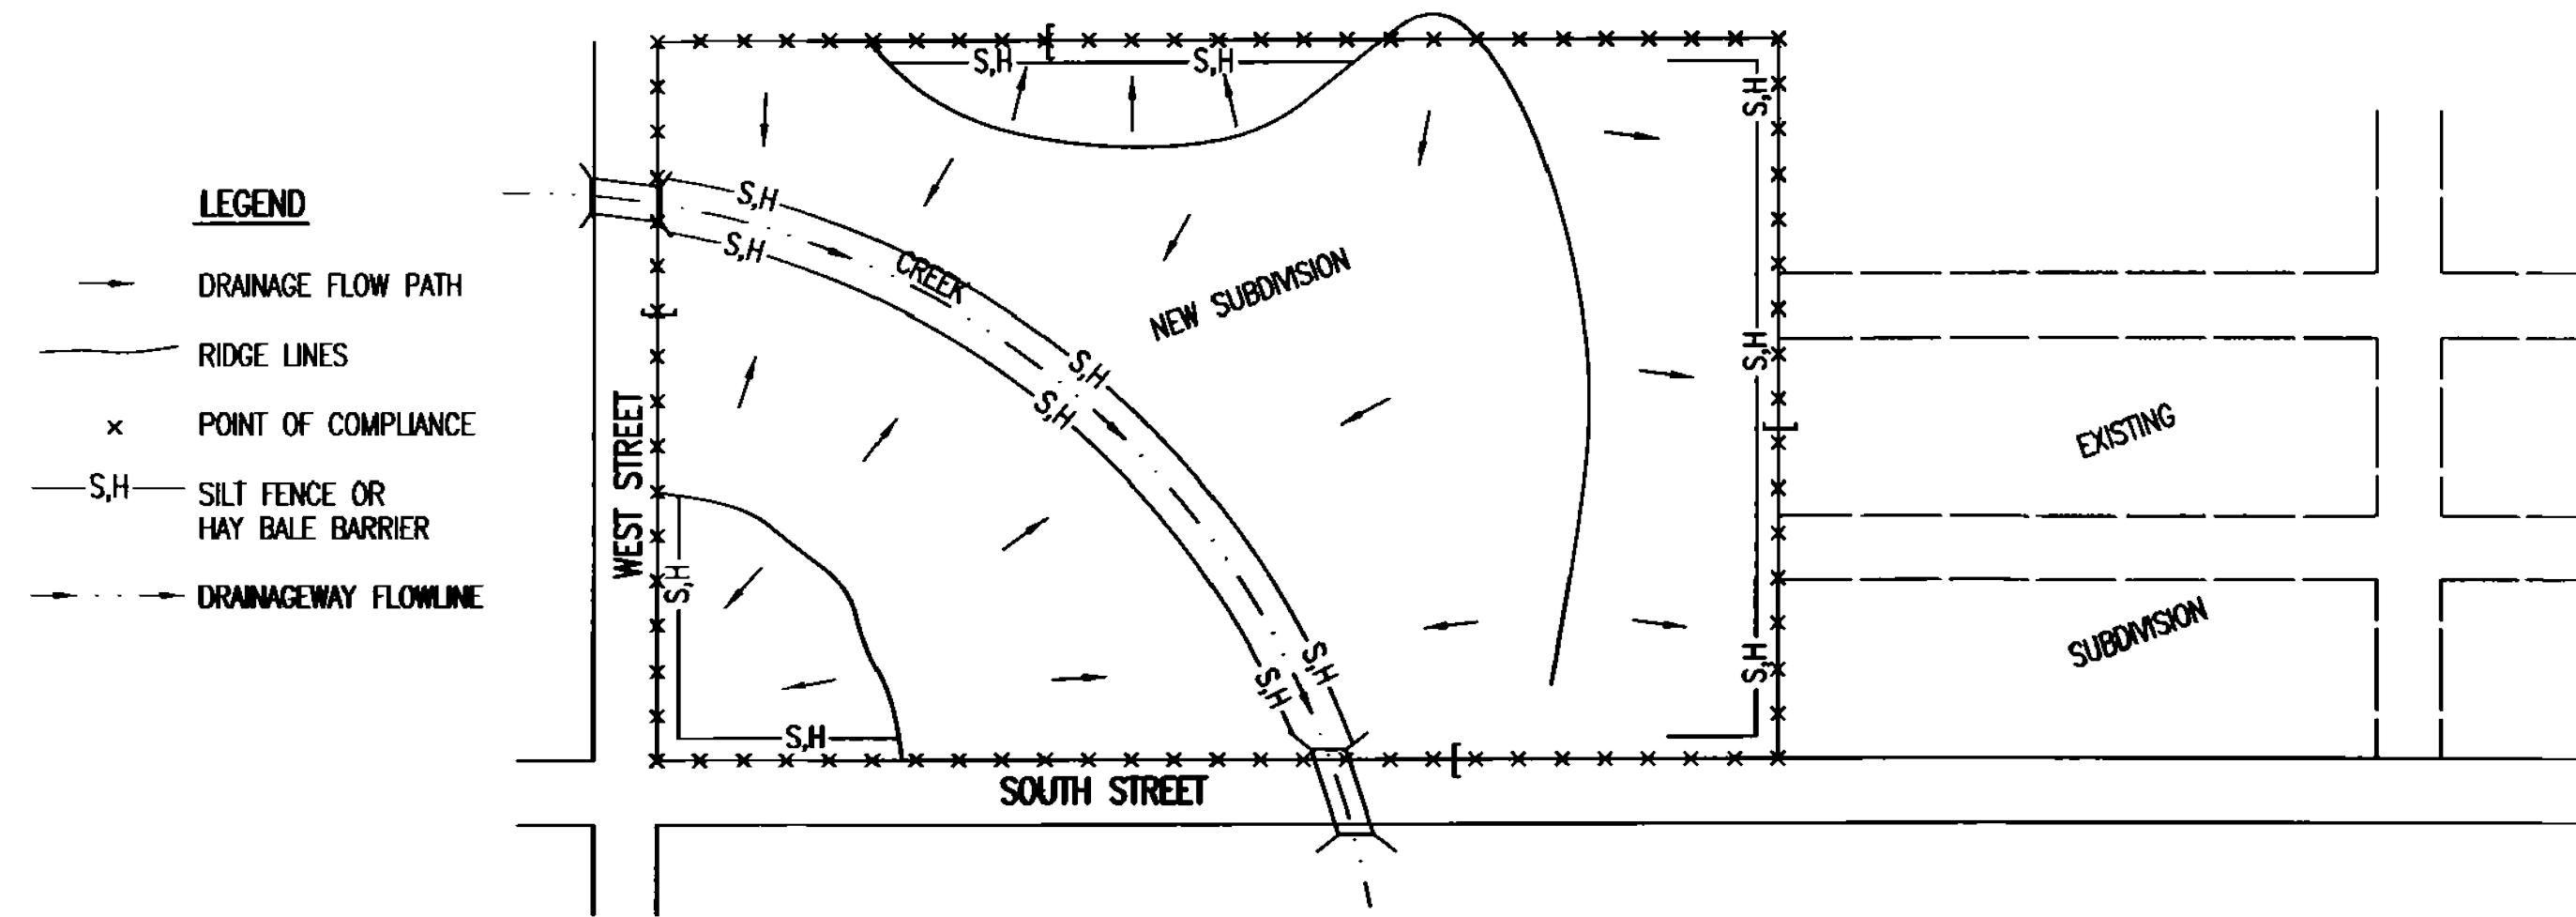 LEGEND
DRAINAGE FLOW PATH
RIDGE LINES
x POINT OF COMPLIANCE
S,H SILT FENCE OR
HAY BALE BARRIER
DRAINAGEWAY FLOWLINE
S,H
S,H
S,H
S,H
S,H
CREEK
NEW SUBDIVISION
S,H
S,H
S,H
WEST STREET
S,H
EXISTING
S,H
S,H
S,H
SUBDIVISION
S,H
S,H
SOUTH STREET